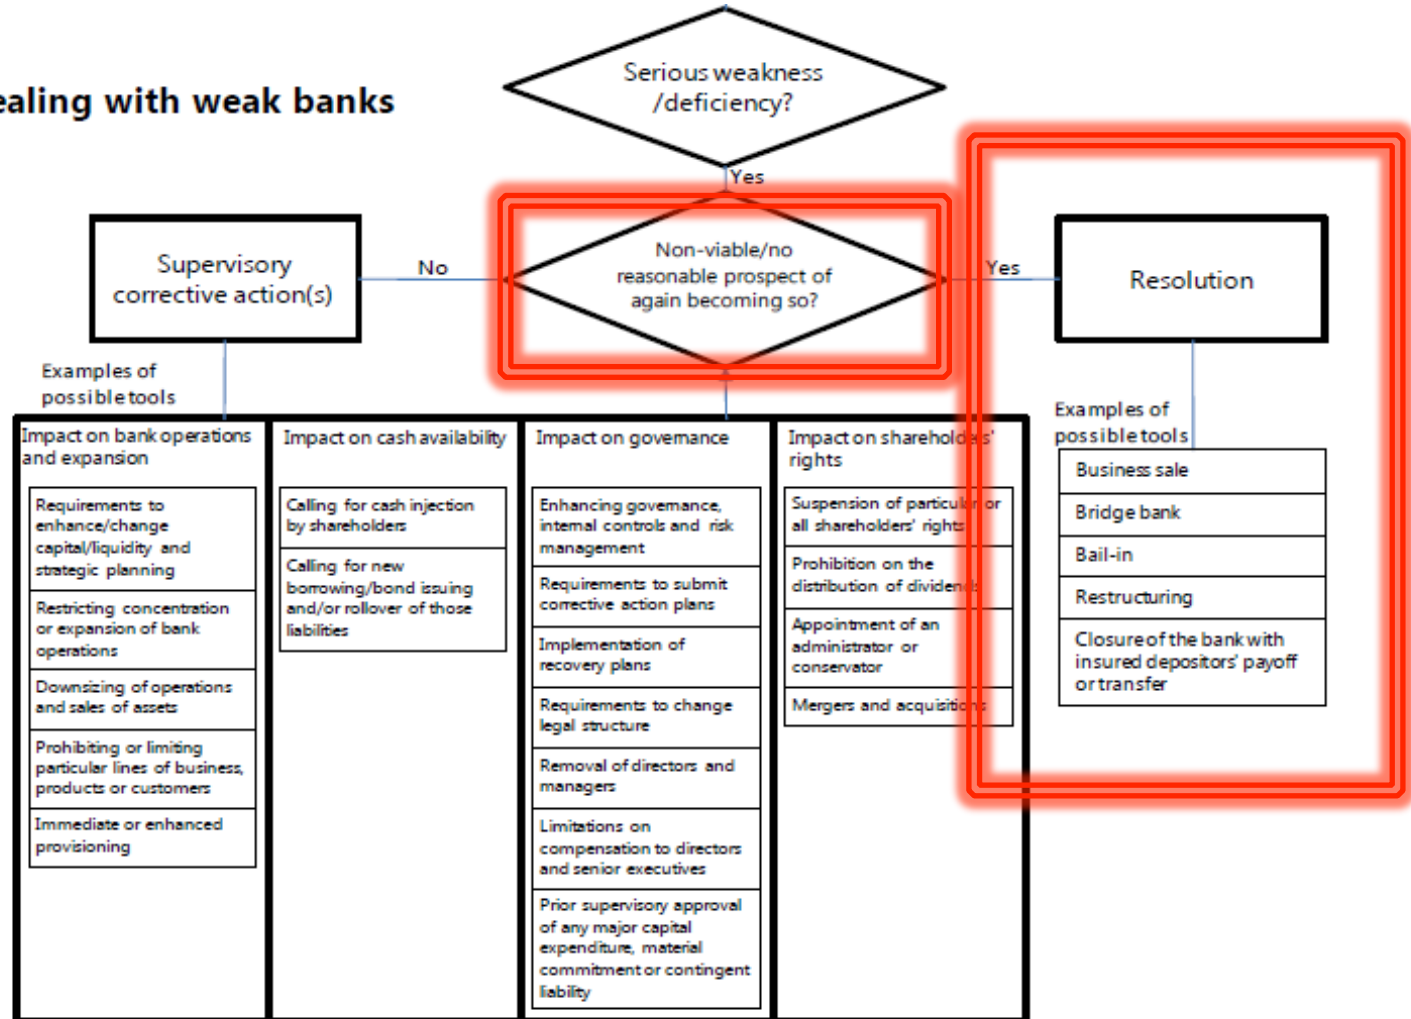 ealing with weak banks
Serious weakness
/deficiency?
Yes
Supervisory
corrective action(s)
No
Non-viable/no
reasonable prospect of
again becoming so?
Yes
Resolution
Examples of
possible tools
Impact on bank operations
and expansion
Requirements to
enhance/change
capital/liquidity and
strategic planning
Restricting concentration
or expansion of bank
operations
Downsizing of operations
and sales of assets
Prohibiting or limiting
particular lines of business,
products or customers
Immediate or enhanced
provisioning
Impact on cash availability
Calling for cash injection
by shareholders
Calling for new
borrowing/bond issuing
and/or rollover of those
liabilities
Impact on governance
Enhancing governance,
internal controls and risk
management
Requirements to submit
corrective action plans
Implementation of
recovery plans
Requirements to change
legal structure
Removal of directors and
managers
Limitations on
compensation to directors
and senior executives
Prior supervisory approval
of any major capital
expenditure, material
commitment or contingent
liability
Impact on shareholders'
rights
Suspension of particular or
all shareholders' rights
Prohibition on the
distribution of dividends
Appointment of an
administrator or
conservator
Mergers and acquisitions
Examples of
possible tools
Business sale
Bridge bank
Bail-in
Restructuring
Closure of the bank with
insured depositors' payoff
or transfer